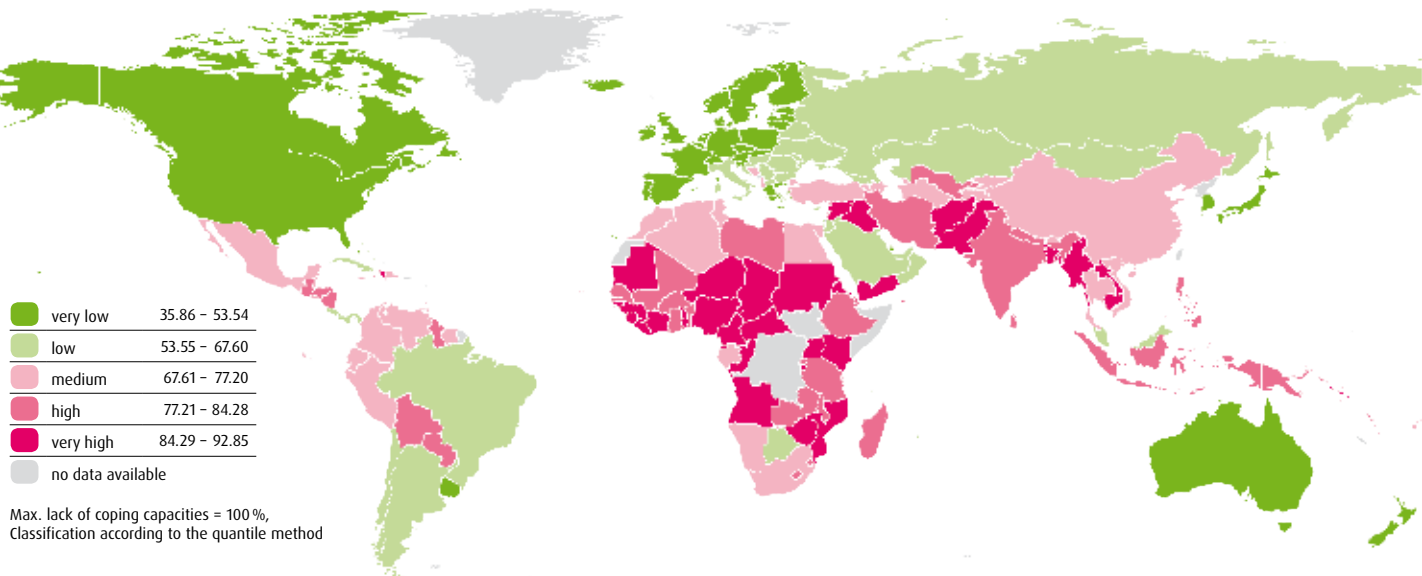 very low 35.86 – 53.54
low 53.55 – 67.60
medium 67.61 – 77.20
high 77.21 – 84.28
very high 84.29 – 92.85
no data available
Max. lack of coping capacities = 100 %,
Classification according to the quantile method